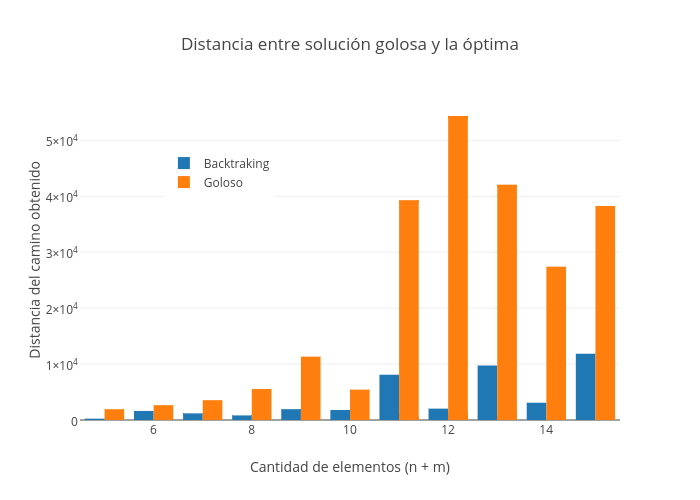 Distancia entre solución golosa y la óptima
Backtraking
Goloso
Distancia del camino obtenido
5×10⁴
4×10⁴
3×10⁴
2×10⁴
1×10⁴
0
6 8 10 12 14
Cantidad de elementos (n + m)